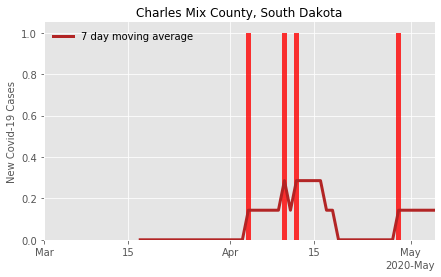 Charles Mix County, South Dakota
7 day moving average
New Covid-19 Cases
1.0
0.8
0.6
0.4
0.2
0.0
Mar
15
Apr
15
May
2020-May